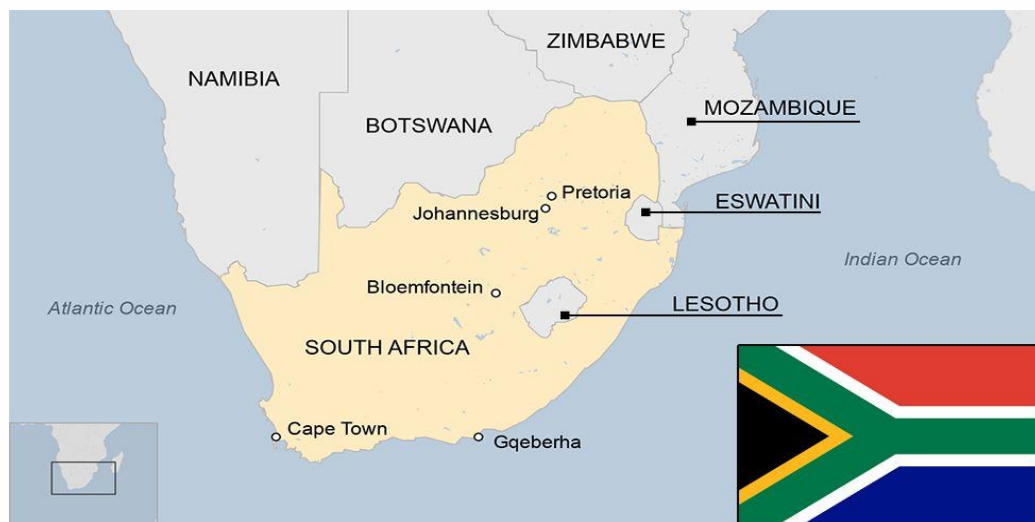 ZIMBABWE
NAMIBIA
MOZAMBIQUE
BOTSWANA
Pretoria
ESWATINI
Johannesburg
Indian Ocean
Bloemfontein
Atlantic Ocean
LESOTHO
SOUTH AFRICA
Cape Town
Gqeberha